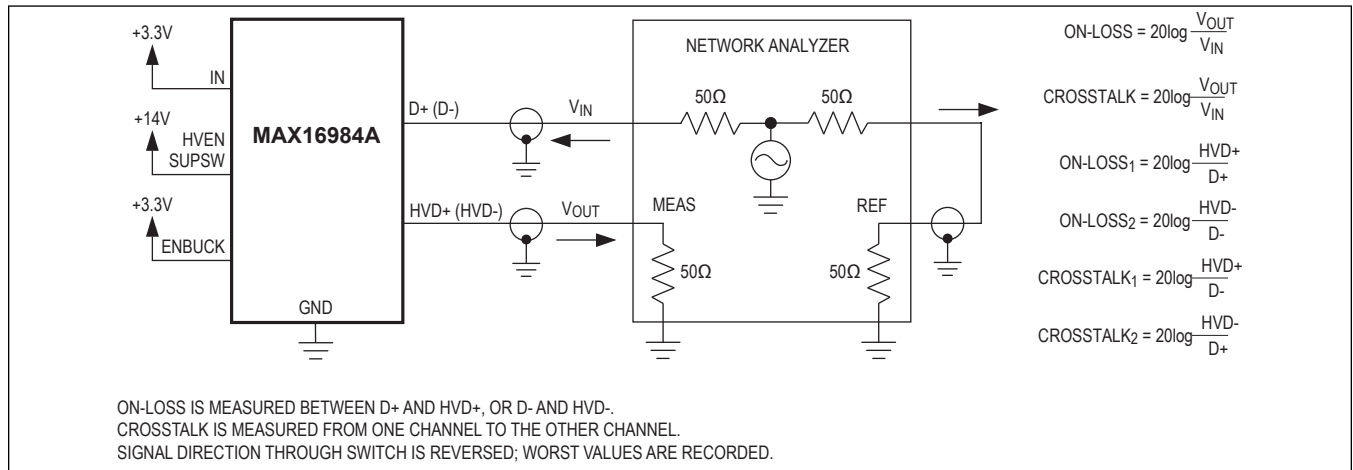 +3.3V
IN
+14V
HVEN
SUPSW
+3.3V
ENBUCK
MAX16984A
GND
D+ (D-)
VIN
HVD+ (HVD-)
VOUT
NETWORK ANALYZER
50Ω
50Ω
MEAS
REF
50Ω
50Ω
ON-LOSS = 20log VOUT
VIN
CROSSTALK = 20log VOUT
VIN
ON-LOSS1 = 20log HVD+
D+
ON-LOSS2 = 20log HVD-
D-
CROSSTALK1 = 20log HVD+
D-
CROSSTALK2 = 20log HVD-
D+
ON-LOSS IS MEASURED BETWEEN D+ AND HVD+, OR D- AND HVD-.
CROSSTALK IS MEASURED FROM ONE CHANNEL TO THE OTHER CHANNEL.
SIGNAL DIRECTION THROUGH SWITCH IS REVERSED; WORST VALUES ARE RECORDED.